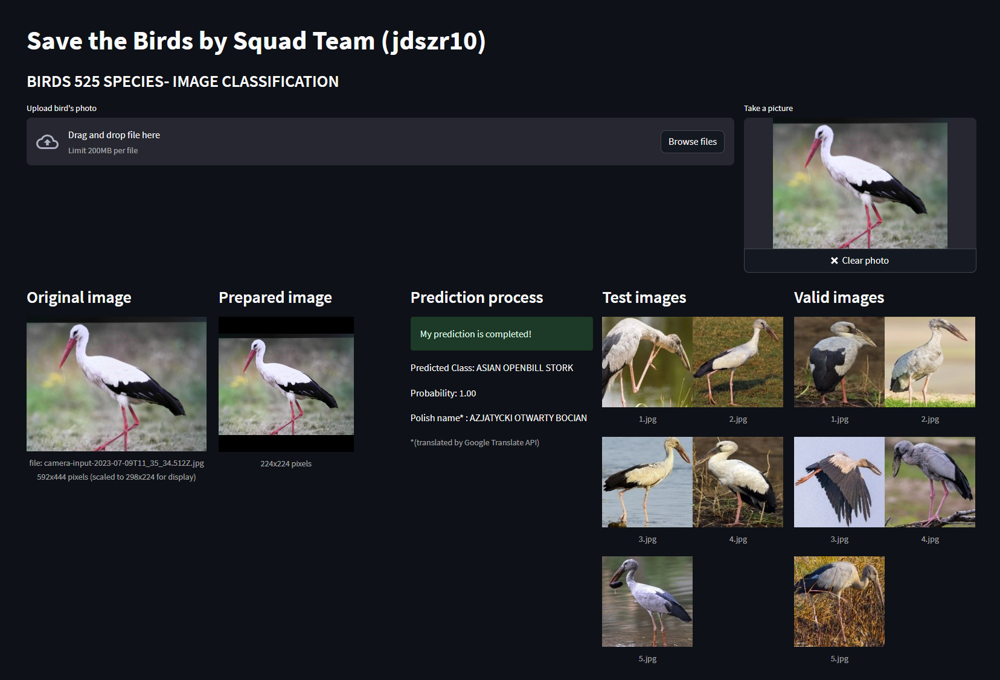 Save the Birds by Squad Team (jdszr10)
BIRDS 525 SPECIES- IMAGE CLASSIFICATION
Upload bird's photo
Take a picture
Drag and drop file here
Limit 200MB per file
Browse files
Clear photo
Original image
Prepared image
Prediction process
Test images
Valid images
file: camera-input-2023-07-09T11_35_34.512Z.jpg
592x444 pixels (scaled to 298x224 for display)
224x224 pixels
My prediction is completed!
Predicted Class: ASIAN OPENBILL STORK
Probability: 1.00
Polish name* : AZJATYCKI OTWARTY BOCIAN
*(translated by Google Translate API)
1.jpg
2.jpg
3.jpg
4.jpg
5.jpg
1.jpg
2.jpg
3.jpg
4.jpg
5.jpg